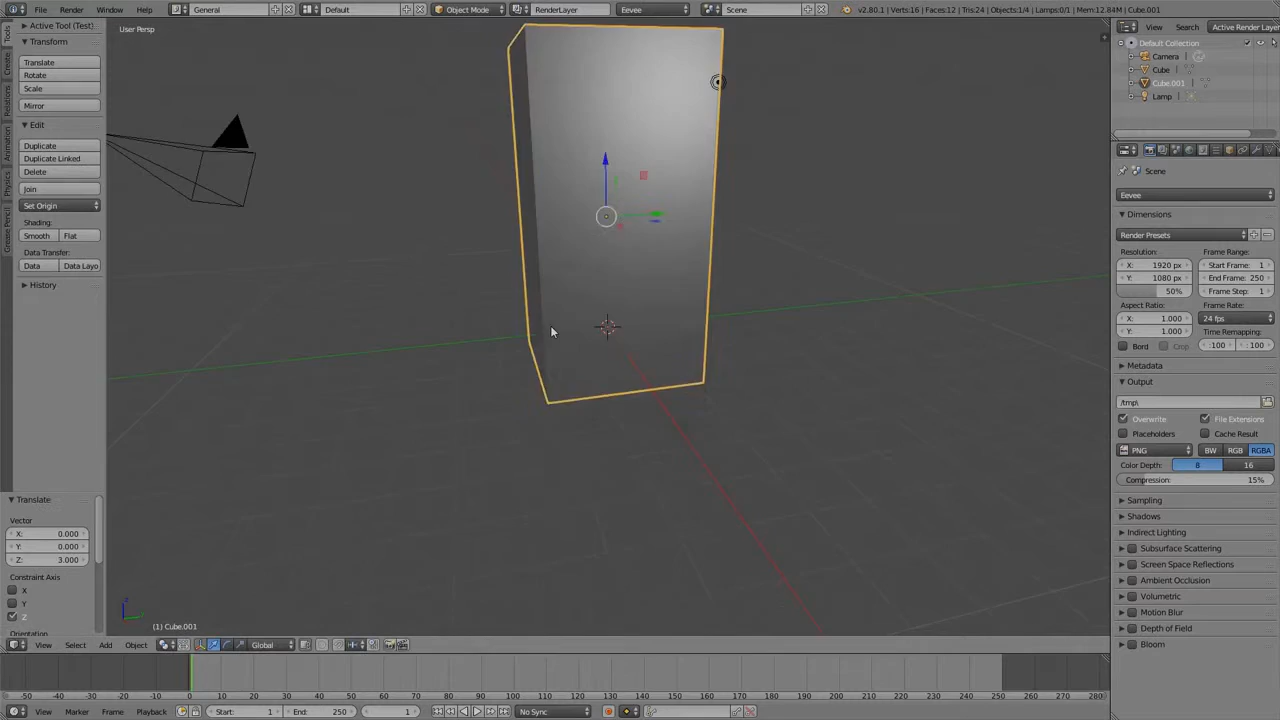 File Render Window Help General Default Object Mode RenderLayer Eevee Scene v2.80.1 | Verts:16 | Faces:12 | Tris:24 | Objects:1/4 | Lamps:0/1 | Mem:12.84M | Cube.001
Tools
Create
Animation
Physics
Grease Pencil
Active Tool (Test)
Transform
Translate
Rotate
Scale
Mirror
Edit
Duplicate
Duplicate Linked
Delete
Join
Set Origin
Shading:
Smooth Flat
Data Transfer:
Data Data Layo
History
Translate
Vector
X: 0.000
Y: 0.000
Z: 3.000
Constraint Axis
X
Y
Z
Orientation
User Persp
z
(1) Cube.001
View Select Add Object Global
View Search Active Render Layer
Default Collection
Camera
Cube
Cube.001
Lamp
Scene
Eevee
Dimensions
Render Presets
Resolution: Frame Range:
X: 1920 px Start Frame: 1
Y: 1080 px End Frame: 250
50% Frame Step: 1
Aspect Ratio: Frame Rate:
X: 1.000 24 fps
Y: 1.000 Time Remapping:
Bord Crop :100 :100
Metadata
Output
/tmp\
Overwrite File Extensions
Placeholders Cache Result
PNG BW RGB RGBA
Color Depth: 8 16
Compression: 15%
Sampling
Shadows
Indirect Lighting
Subsurface Scattering
Screen Space Reflections
Ambient Occlusion
Volumetric
Motion Blur
Depth of Field
Bloom
-50 -40 -30 -20 -10 0 10 20 30 40 50 60 70 80 90 100 110 120 130 140 150 160 170 180 190 200 210 220 230 240 250 260 270 280
View Marker Frame Playback Start: 1 End: 250 1 No Sync